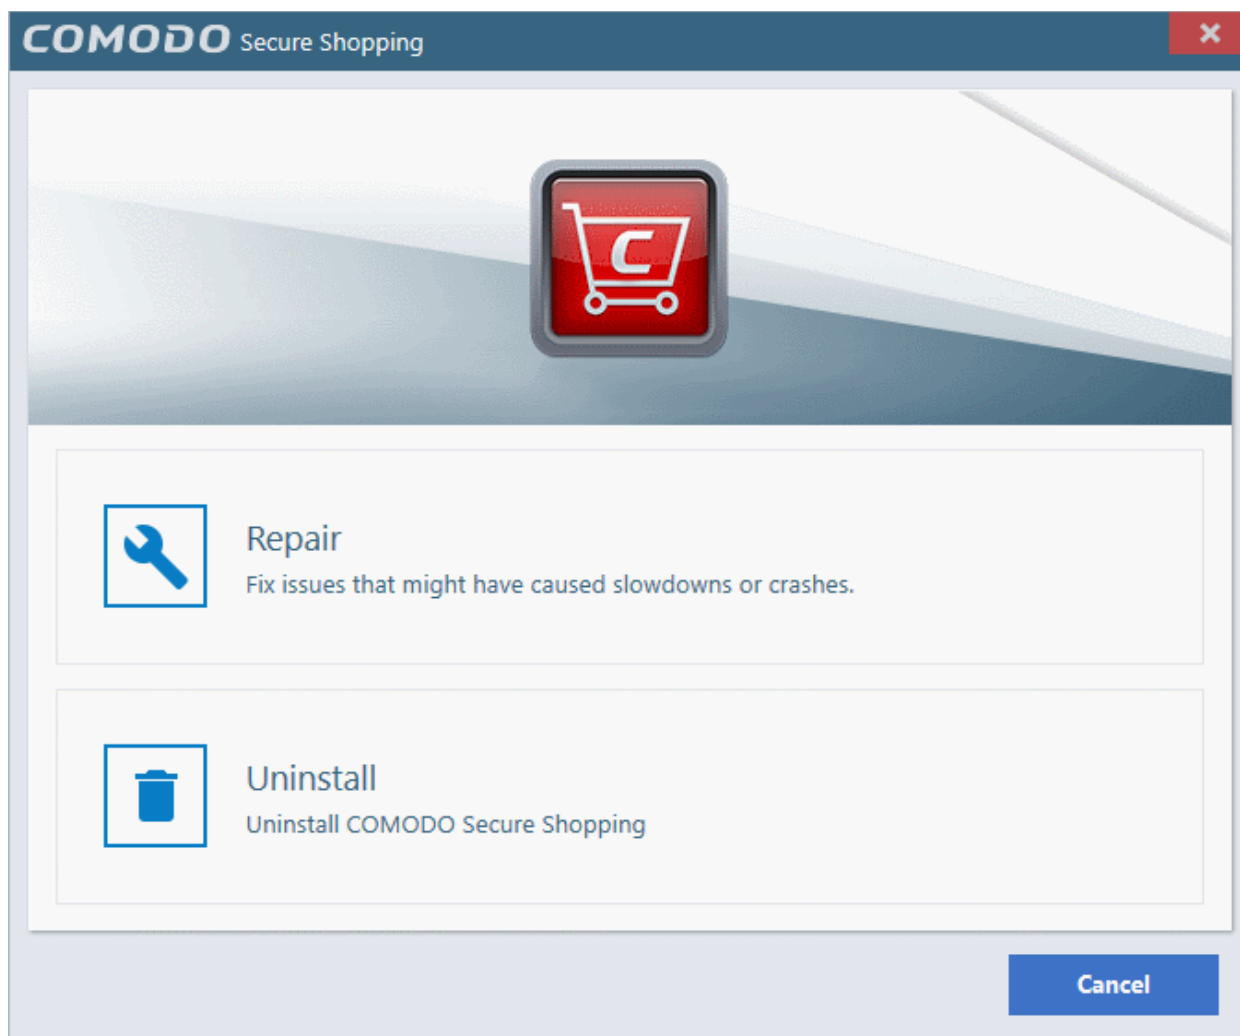 COMODO Secure Shopping
C
Repair
Fix issues that might have caused slowdowns or crashes.
Uninstall
Uninstall COMODO Secure Shopping
Cancel